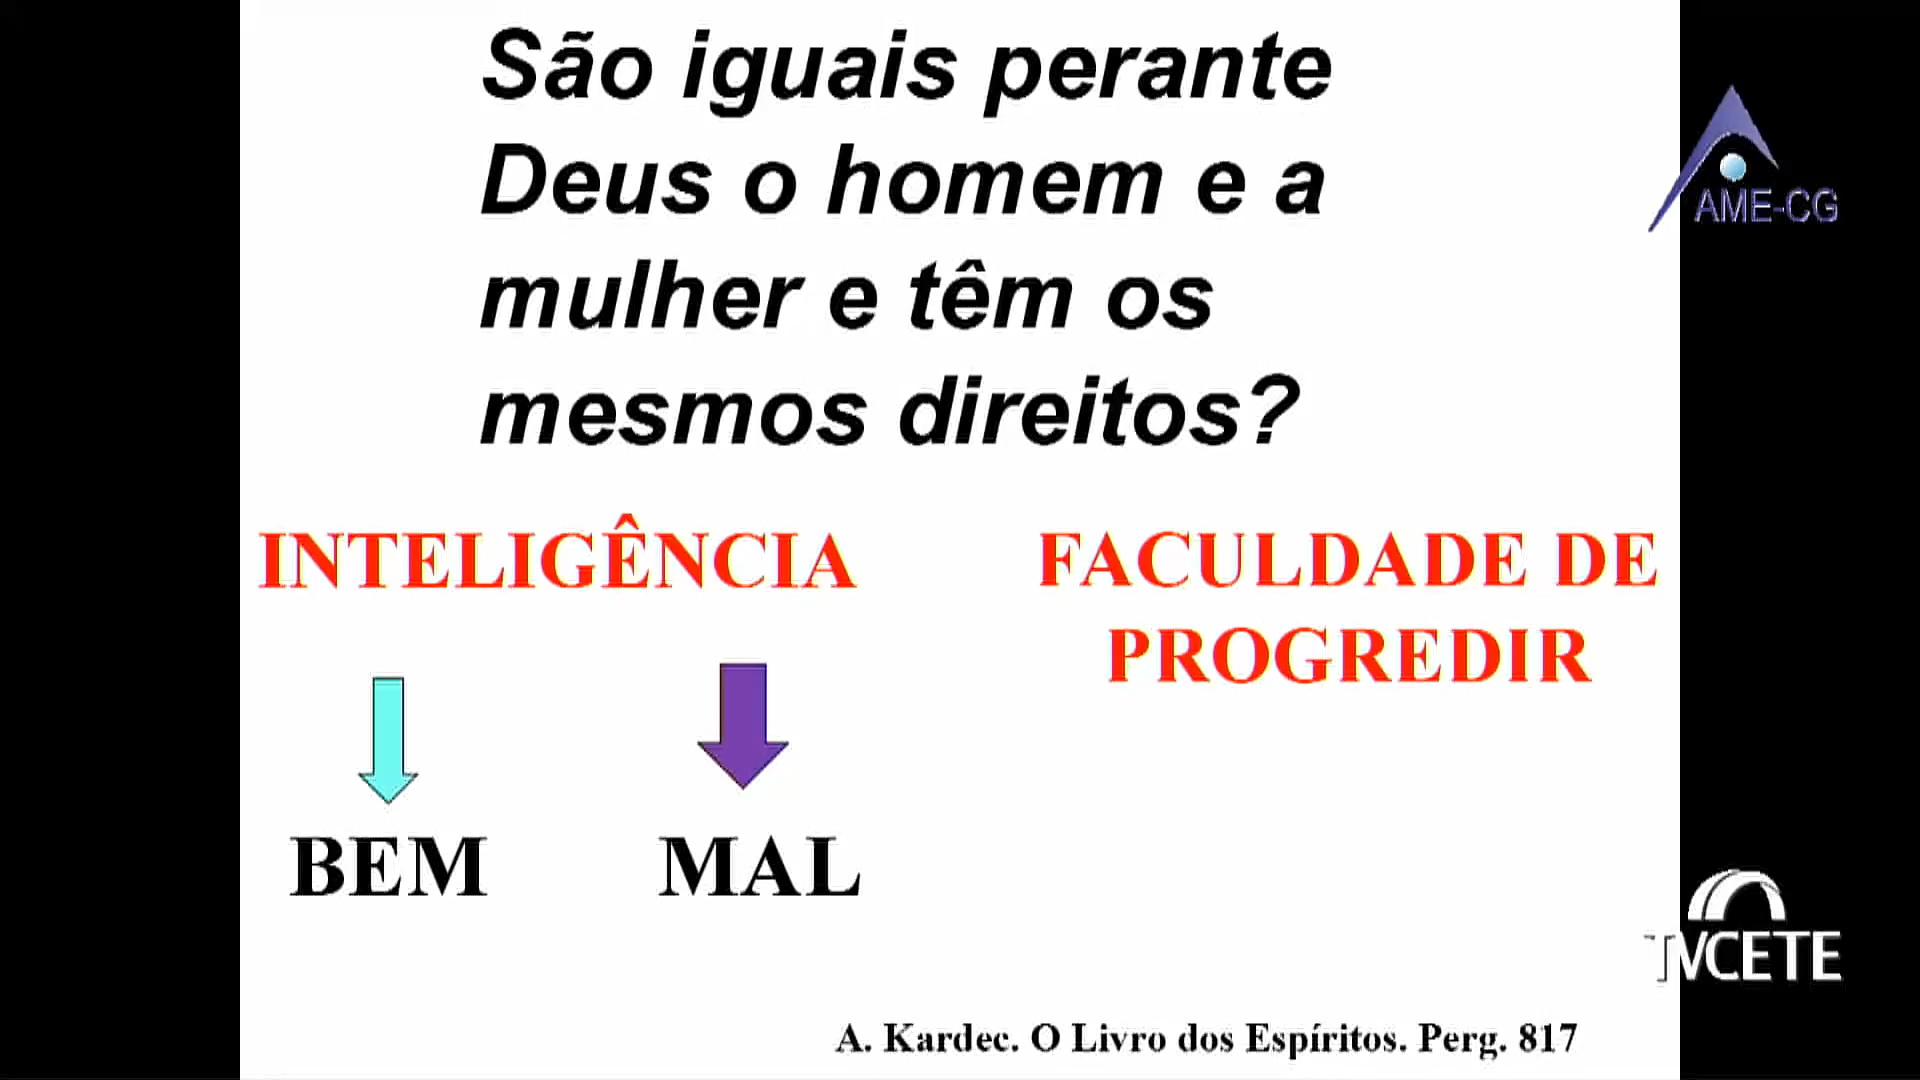 São iguais perante
Deus o homem e a
mulher e têm os
mesmos direitos?
AME-CG
INTELIGÊNCIA
FACULDADE DE
PROGREDIR
BEM
MAL
TVCETE
A. Kardec. O Livro dos Espíritos. Perg. 817